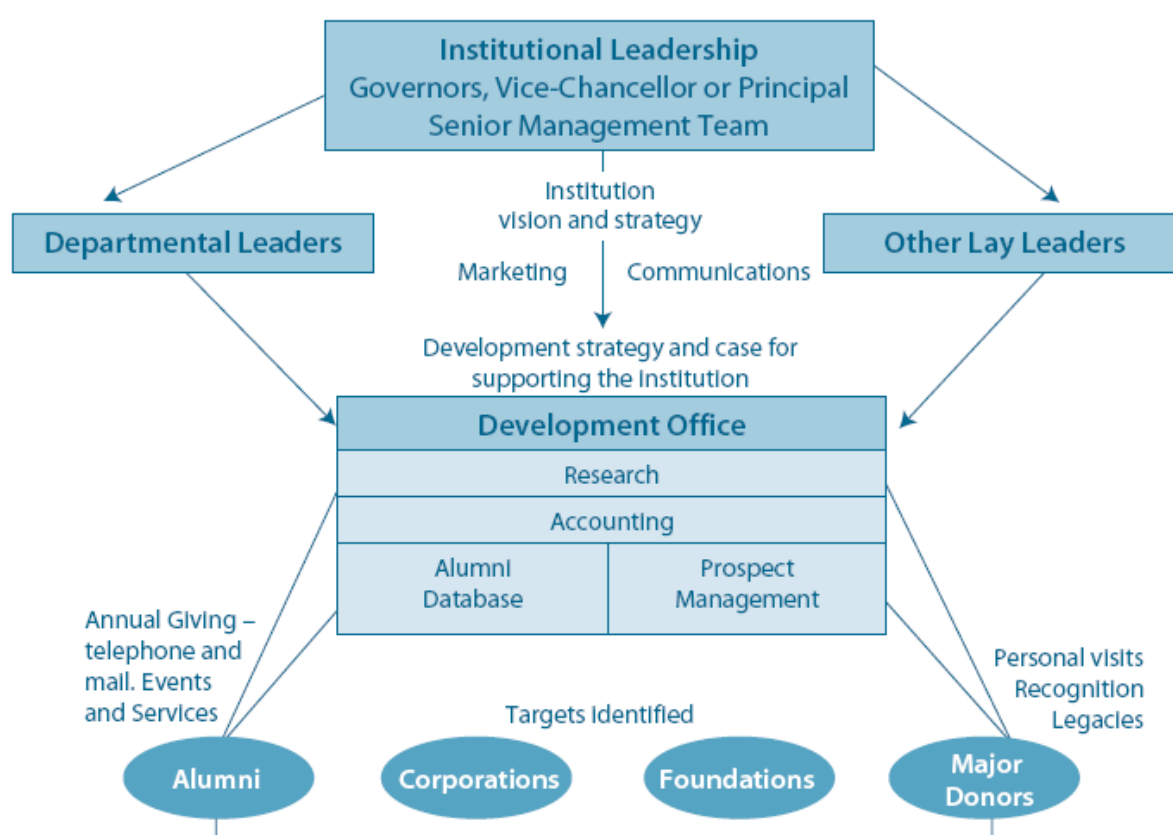 Institutional Leadership
Governors, Vice-Chancellor or Principal
Senior Management Team
Institution
vision and strategy
Departmental Leaders
Other Lay Leaders
Marketing
Communications
Development strategy and case for
supporting the institution
Development Office
Research
Accounting
Alumni
Database
Prospect
Management
Annual Giving –
telephone and
mail. Events
and Services
Personal visits
Recognition
Legacies
Targets identified
Alumni
Corporations
Foundations
Major
Donors